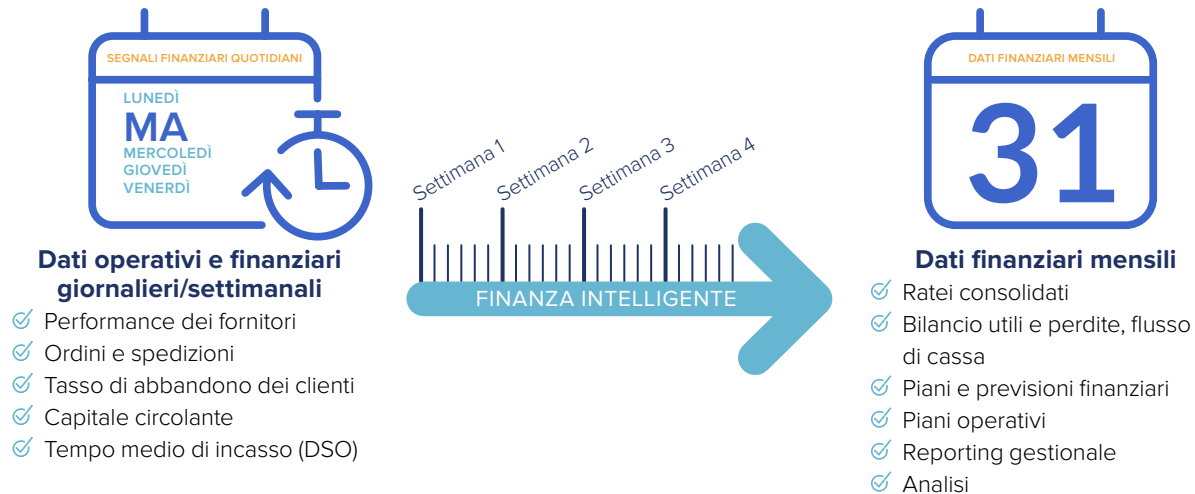 SEGNALI FINANZIARI QUOTIDIANI
LUNEDÌ
MA
MERCOLEDÌ
GIOVEDÌ
VENERDÌ
Dati operativi e finanziari
giornalieri/settimanali
Performance dei fornitori
Ordini e spedizioni
Tasso di abbandono dei clienti
Capitale circolante
Tempo medio di incasso (DSO)
Settimana 1
Settimana 2
Settimana 3
Settimana 4
FINANZA INTELLIGENTE
DATI FINANZIARI MENSILI
31
Dati finanziari mensili
Ratei consolidati
Bilancio utili e perdite, flusso
di cassa
Piani e previsioni finanziari
Piani operativi
Reporting gestionale
Analisi